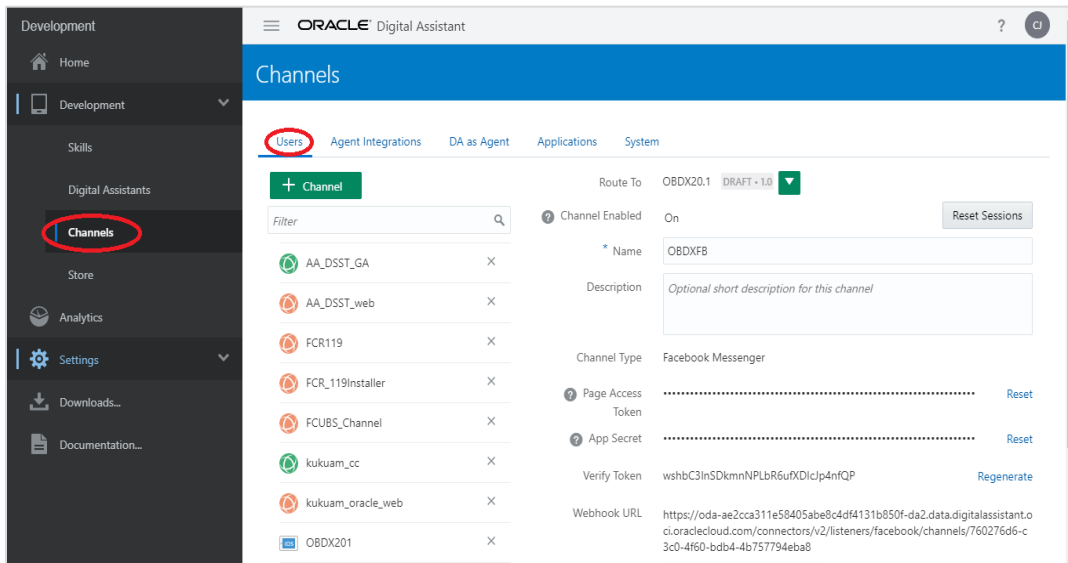 Development
Home
Development
Skills
Digital Assistants
Channels
Store
Analytics
Settings
Downloads...
Documentation...
ORACLE® Digital Assistant
?
CJ
Channels
Users Agent Integrations DA as Agent Applications System
+ Channel
Filter
AA_DSST_GA
AA_DSST_web
FCR119
FCR_119Installer
FCUBS_Channel
kukuam_cc
kukuam_oracle_web
iOS OBDX201
Route To OBDX20.1 DRAFT • 1.0
? Channel Enabled On Reset Sessions
* Name OBDXFB
Description Optional short description for this channel
Channel Type Facebook Messenger
? Page Access
Token
Reset
? App Secret
Reset
Verify Token wshbC3InSDkmnNPLbR6ufXDIcJp4nfQP Regenerate
Webhook URL https://oda-ae2cca311e58405abe8c4df4131b850f-da2.data.digitalassistant.o
ci.oraclecloud.com/connectors/v2/listeners/facebook/channels/760276d6-c
3c0-4f60-bdb4-4b757794eba8